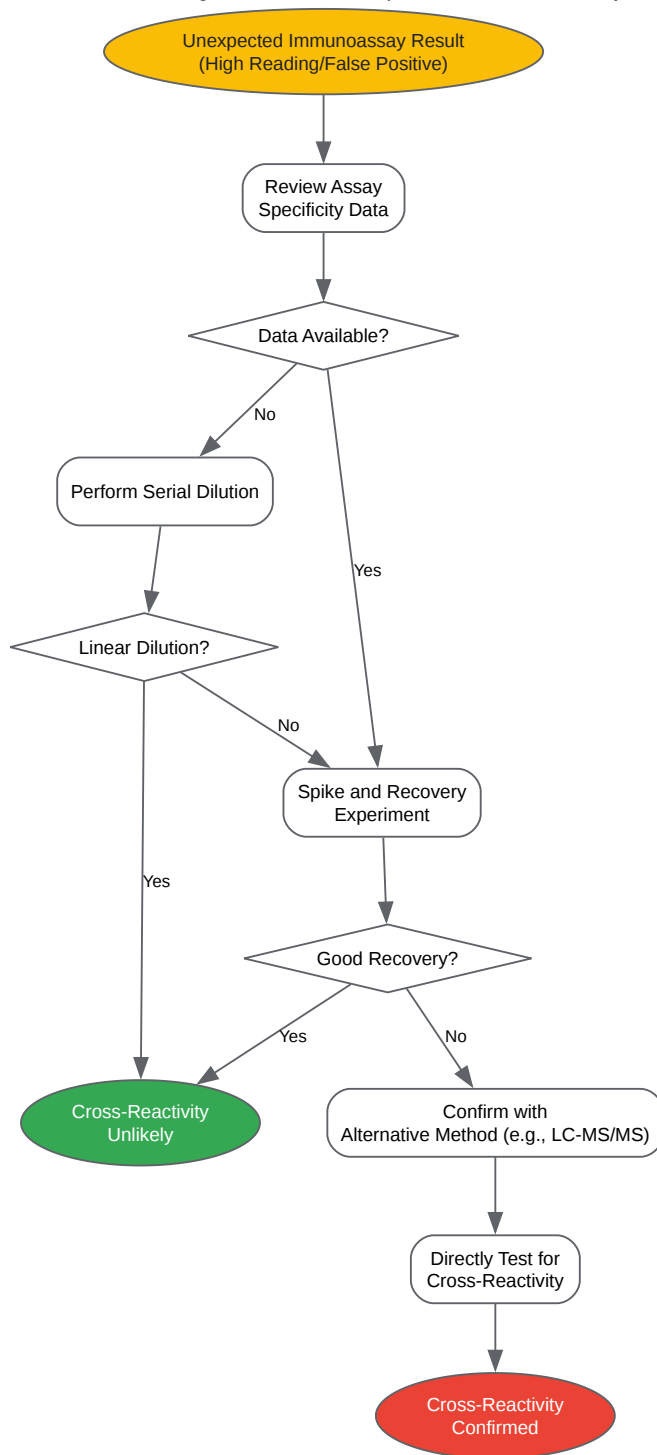 Unexpected Immunoassay Result
(High Reading/False Positive)
Review Assay
Specificity Data
Data Available?
No
Perform Serial Dilution
Yes
Linear Dilution?
No
Spike and Recovery
Experiment
Yes
Good Recovery?
Yes
No
Cross-Reactivity
Unlikely
Confirm with
Alternative Method (e.g., LC-MS/MS)
Directly Test for
Cross-Reactivity
Cross-Reactivity
Confirmed